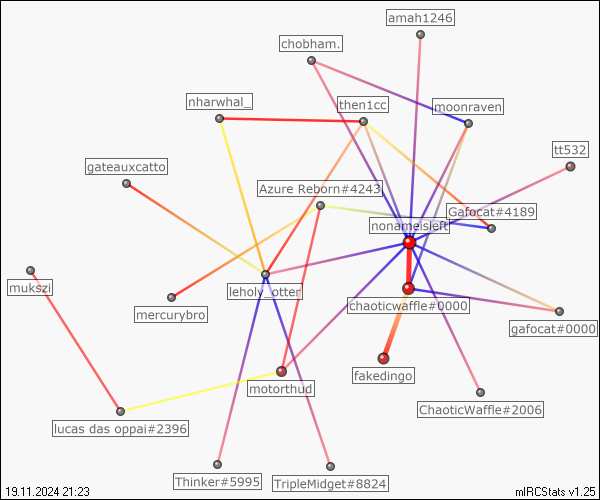 amah1246
chobham.
nharwhal_
then1cc
moonraven
tt532
gateauxcatto
Azure Reborn#4243
Gafocat#4189
nonameisleft
mukszi
leholy_otter
chaoticwaffle#0000
mercurybro
gafocat#0000
fakedingo
motorthud
ChaoticWaffle#2006
lucas das oppai#2396
Thinker#5995
TripleMidget#8824
19.11.2024 21:23
mIRCStats v1.25